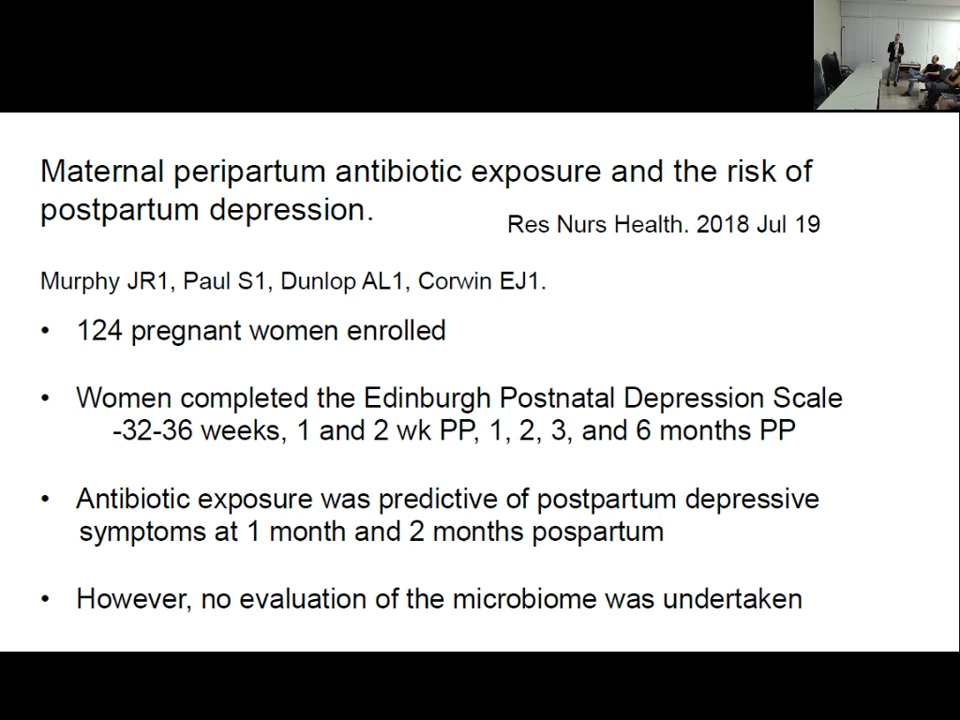 Maternal peripartum antibiotic exposure and the risk of
postpartum depression.
Res Nurs Health. 2018 Jul 19
Murphy JR1, Paul S1, Dunlop AL1, Corwin EJ1.
• 124 pregnant women enrolled
• Women completed the Edinburgh Postnatal Depression Scale
-32-36 weeks, 1 and 2 wk PP, 1, 2, 3, and 6 months PP
• Antibiotic exposure was predictive of postpartum depressive
symptoms at 1 month and 2 months pospartum
• However, no evaluation of the microbiome was undertaken